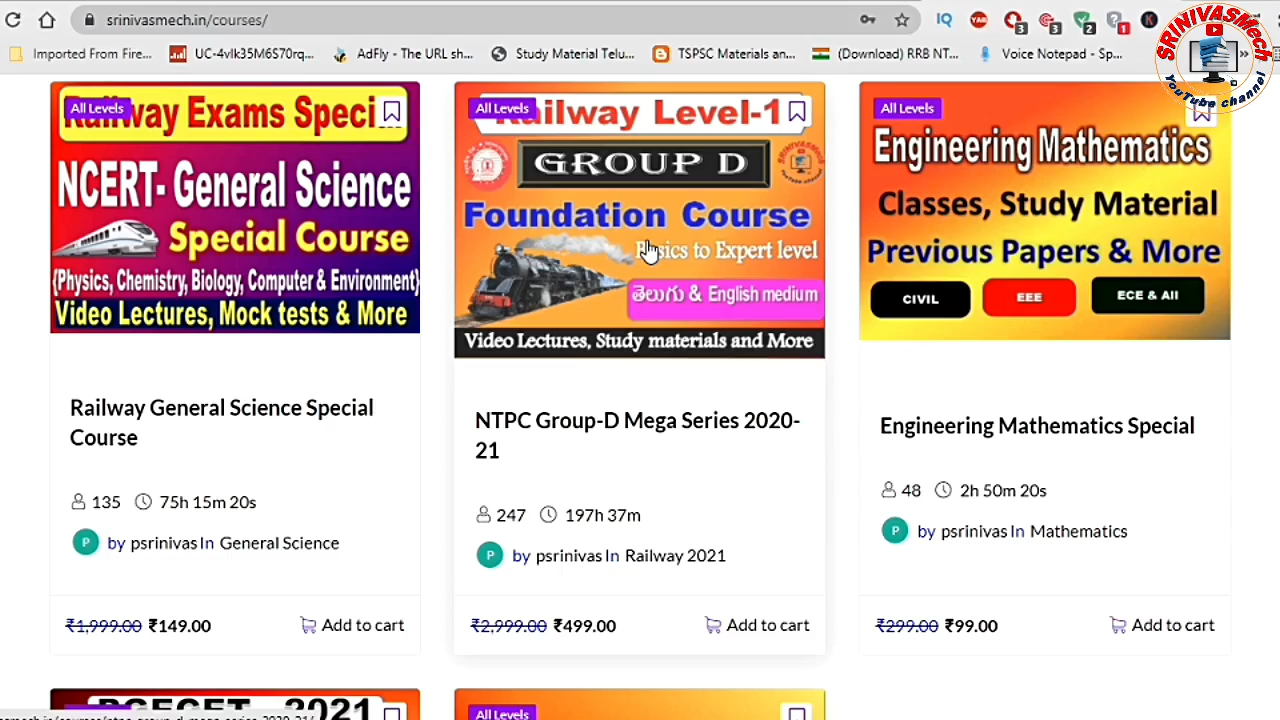 srinivasmech.in/courses/
Imported From Fire...
UC-4vlk35M6S70rq...
AdFly - The URL sh...
Study Material Telu...
TSPSC Materials an...
(Download) RRB NT...
Voice Notepad - Sp...
SRINIVASMech
YouTube channel
All Levels
Railway Exams Speci...
NCERT- General Science
Special Course
(Physics, Chemistry, Biology, Computer & Environment}
Video Lectures, Mock tests & More
Railway General Science Special
Course
135 75h 15m 20s
P by psrinivas In General Science
₹1,999.00 ₹149.00 Add to cart
All Levels
Railway Level-1
GROUP D
Foundation Course
to Expert level
తెలుగు & English medium
Video Lectures, Study materials and More
NTPC Group-D Mega Series 2020-
21
247 197h 37m
P by psrinivas In Railway 2021
₹2,999.00 ₹499.00 Add to cart
All Levels
Engineering Mathematics
Classes, Study Material
Previous Papers & More
CIVIL EEE ECE & All
Engineering Mathematics Special
48 2h 50m 20s
P by psrinivas In Mathematics
₹299.00 ₹99.00 Add to cart
2021
All Levels